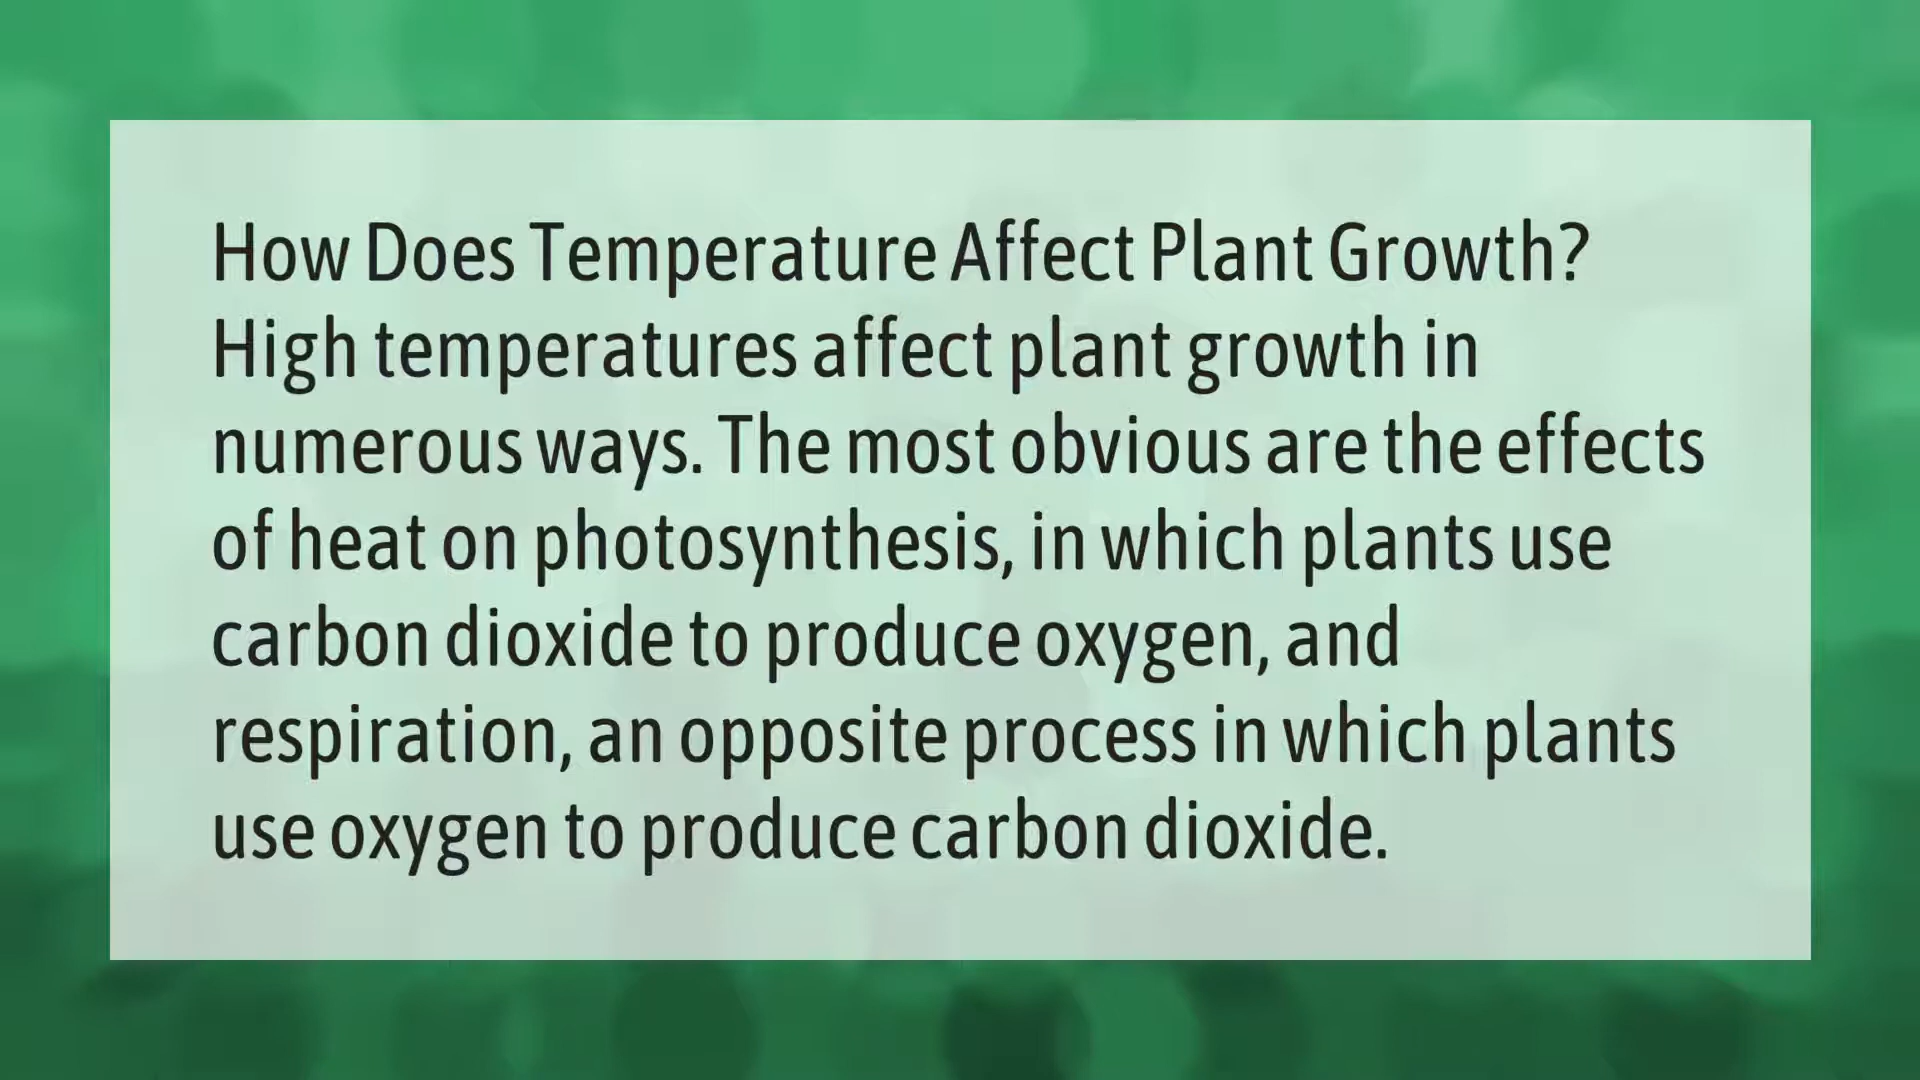 How Does Temperature Affect Plant Growth?
High temperatures affect plant growth in
numerous ways. The most obvious are the effects
of heat on photosynthesis, in which plants use
carbon dioxide to produce oxygen, and
respiration, an opposite process in which plants
use oxygen to produce carbon dioxide.